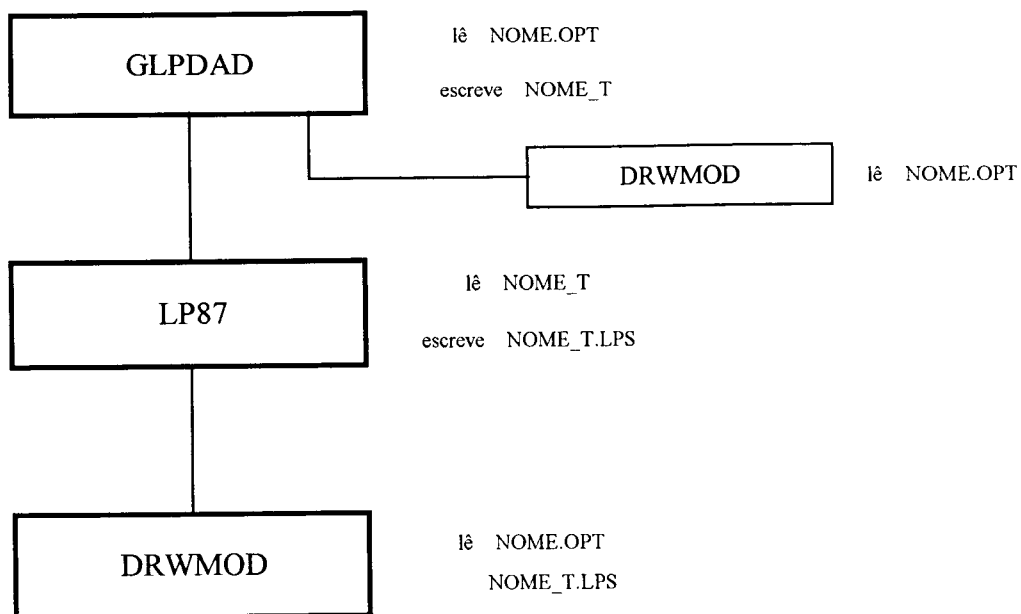 lê NOME.OPT
GLPDAD
escreve NOME_T
DRWMOD lê NOME.OPT
lê NOME_T
LP87
escreve NOME_T.LPS
lê NOME.OPT
DRWMOD
NOME_T.LPS